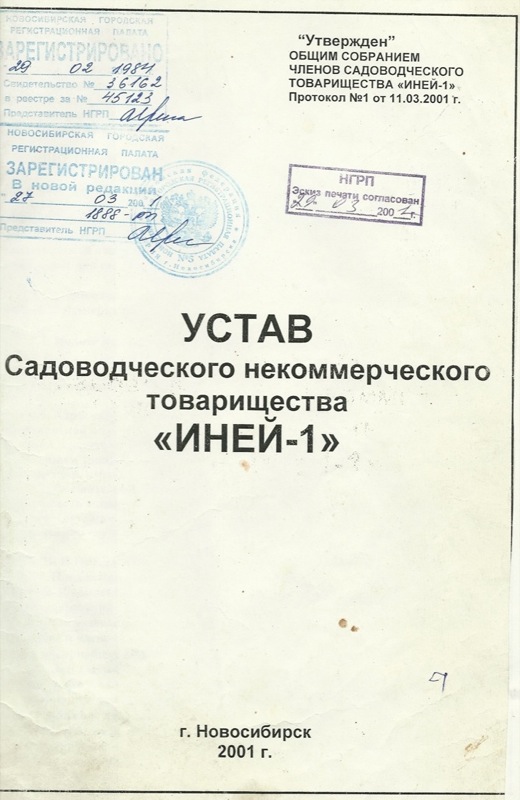 НОВОСИБИРСКАЯ ГОРОДСКАЯ
РЕГИСТРАЦИОННАЯ ПАЛАТА
ЗАРЕГИСТРИРОВАНО
29 02 1984
Свидетельство № 36162
в реестре за № 45123
Представитель НГРП
НОВОСИБИРСКАЯ ГОРОДСКАЯ
РЕГИСТРАЦИОННАЯ ПАЛАТА
ЗАРЕГИСТРИРОВАН
В новой редакции
27 03 2001
1888-рп
Представитель НГРП
“Утвержден”
ОБЩИМ СОБРАНИЕМ
ЧЛЕНОВ САДОВОДЧЕСКОГО
ТОВАРИЩЕСТВА «ИНЕЙ-1»
Протокол №1 от 11.03.2001 г.
НГРП
Эскиз печати согласован
29 03 2001 г.
УСТАВ
Садоводческого некоммерческого
товарищества
«ИНЕЙ-1»
г. Новосибирск
2001 г.